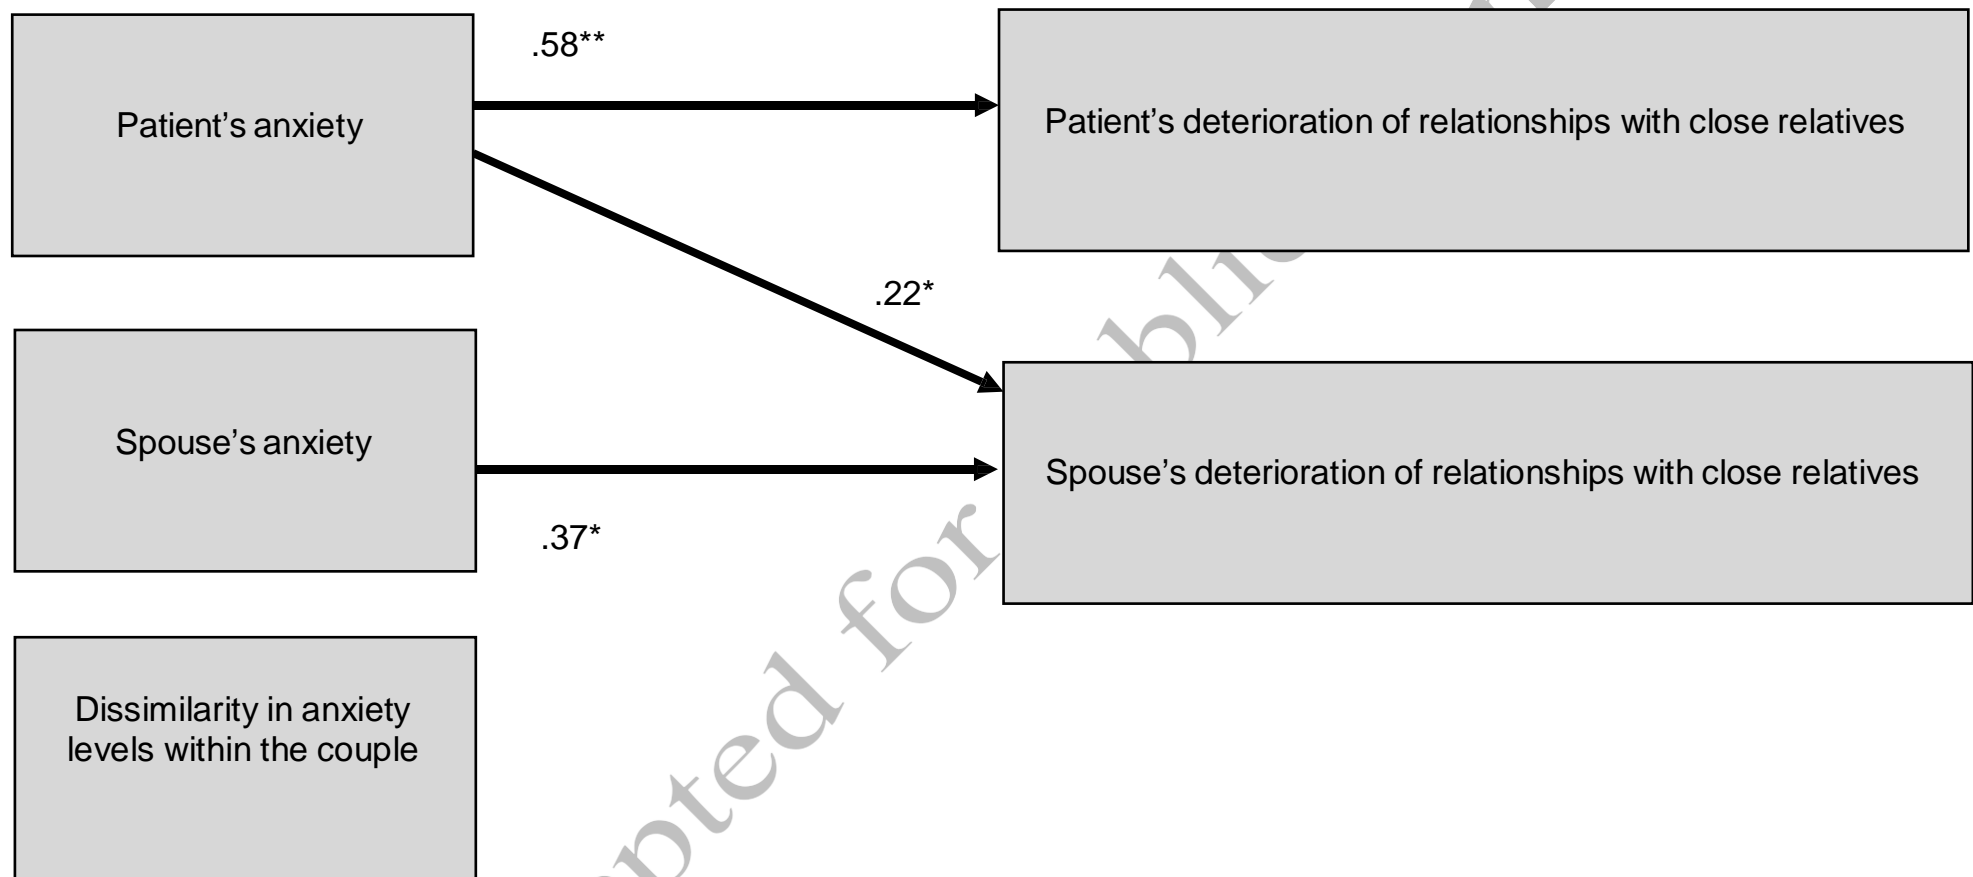 .58**
Patient's anxiety
Patient's deterioration of relationships with close relatives
.22*
Spouse's anxiety
Spouse's deterioration of relationships with close relatives
.37*
Dissimilarity in anxiety
levels within the couple
for